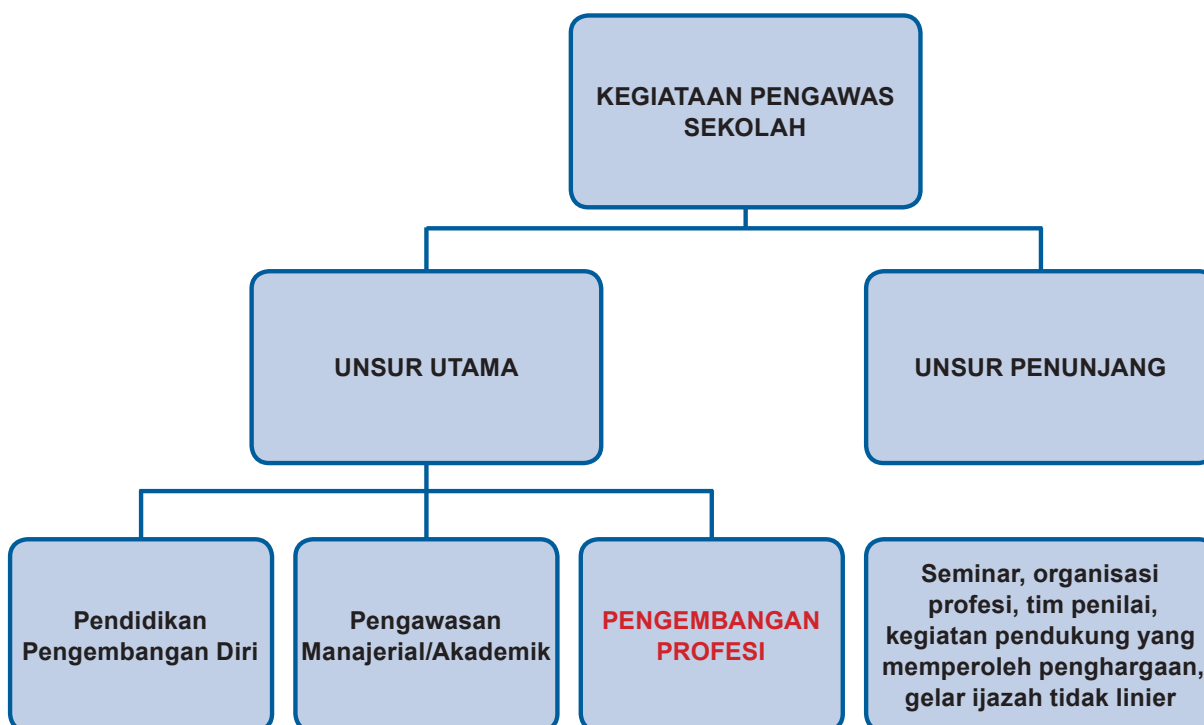 KEGIATAAN PENGAWAS
SEKOLAH
UNSUR UTAMA
UNSUR PENUNJANG
Pendidikan
Pengembangan Diri
Pengawasan
Manajerial/Akademik
PENGEMBANGAN
PROFESI
Seminar, organisasi
profesi, tim penilai,
kegiatan pendukung yang
memperoleh penghargaan,
gelar ijazah tidak linier